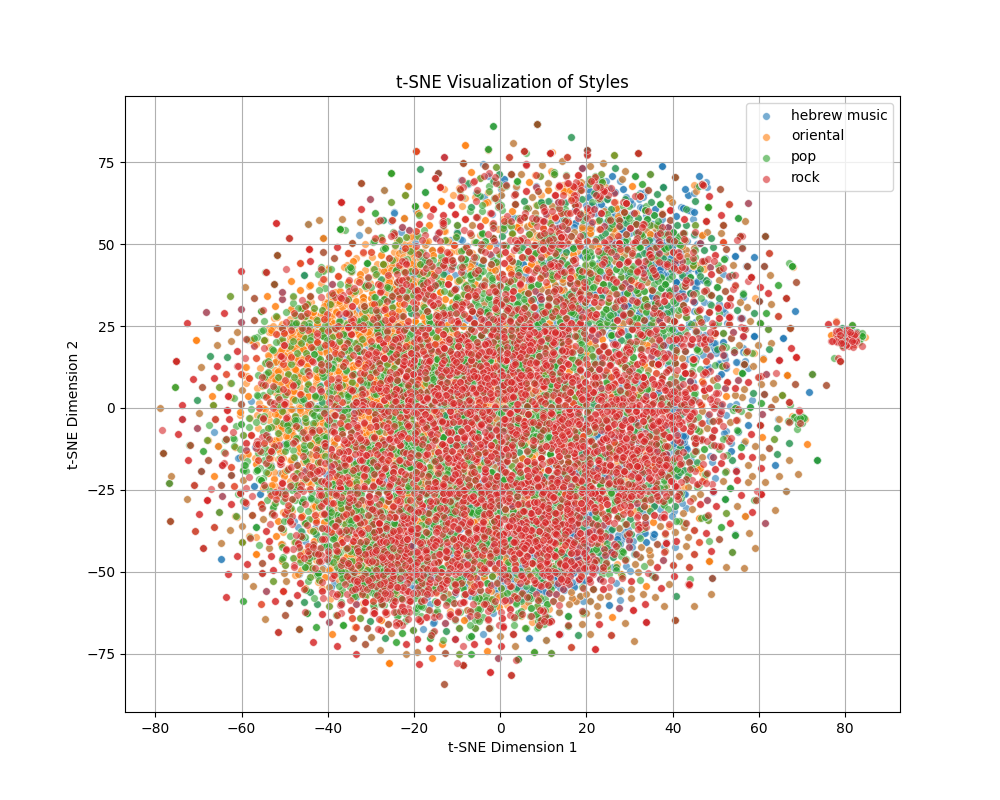 t-SNE Visualization of Styles
hebrew music
oriental
pop
rock
75
50
25
0
−25
−50
−75
t-SNE Dimension 2
−80 −60 −40 −20 0 20 40 60 80
t-SNE Dimension 1